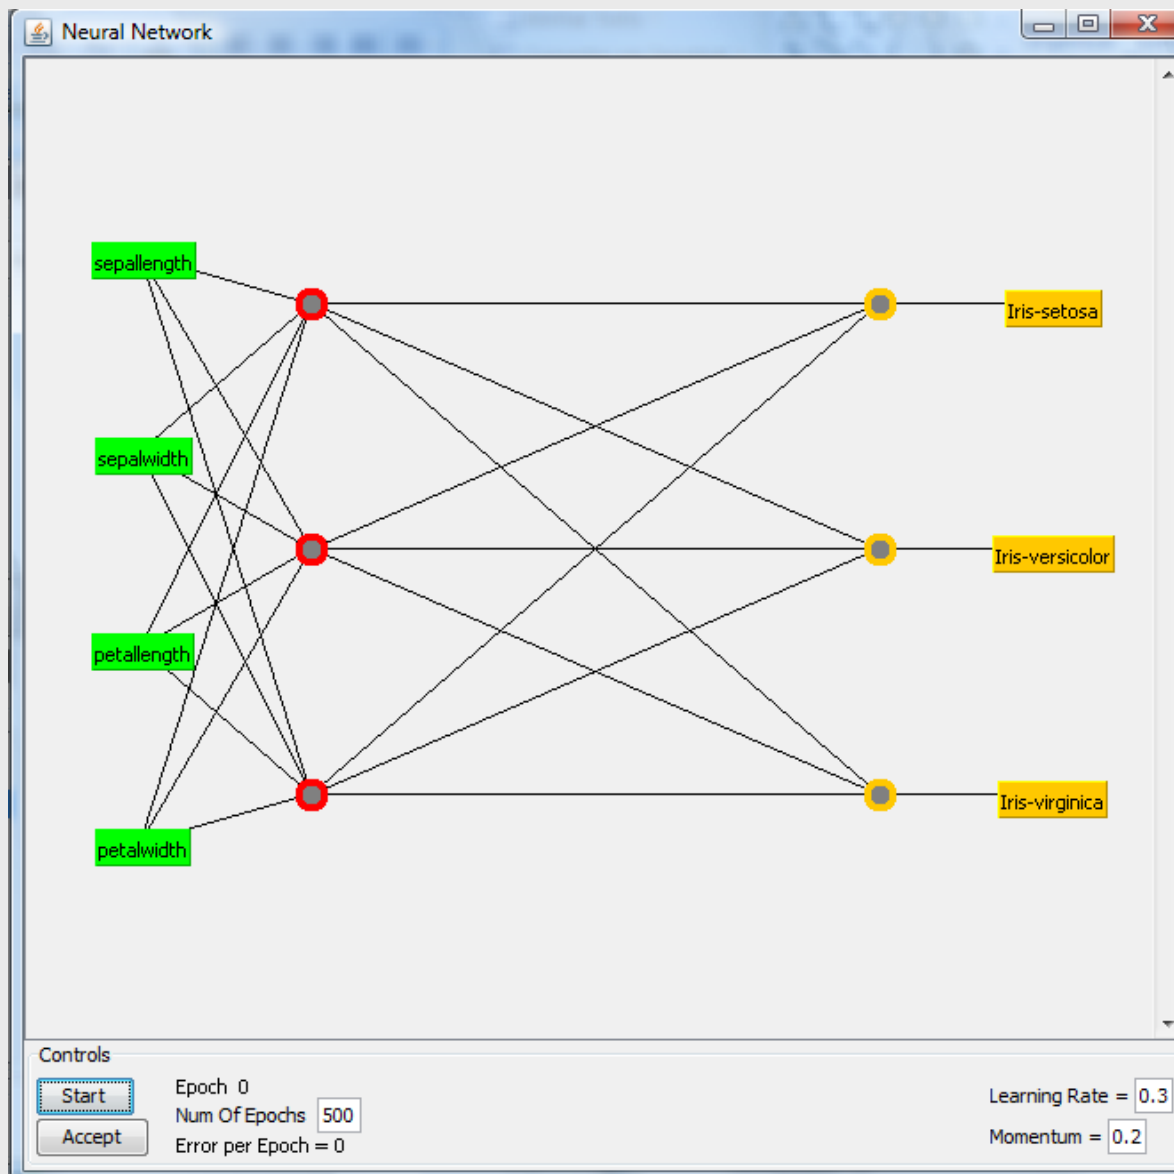 Neural Network
sepallength
Iris-setosa
sepalwidth
Iris-versicolor
petallength
Iris-virginica
petalwidth
Controls
Start
Accept
Epoch 0
Num Of Epochs 500
Error per Epoch = 0
Learning Rate = 0.3
Momentum = 0.2